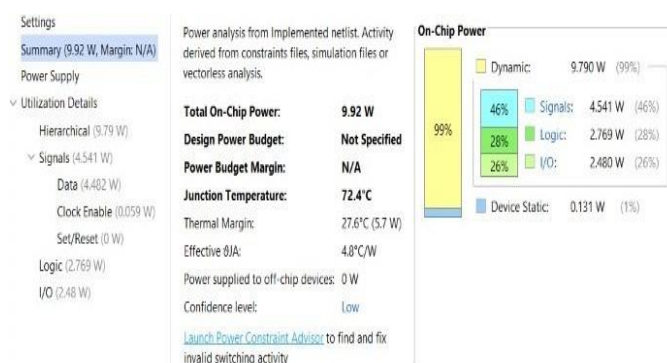 Settings
Summary (9.92 W, Margin: N/A)
Power Supply
Utilization Details
Hierarchical (9.79 W)
Signals (4.541 W)
Data (4.482 W)
Clock Enable (0.059 W)
Set/Reset (0 W)
Logic (2.769 W)
I/O (2.48 W)
Power analysis from Implemented netlist. Activity
derived from constraints files, simulation files or
vectorless analysis.
Total On-Chip Power: 9.92 W
Design Power Budget: Not Specified
Power Budget Margin: N/A
Junction Temperature: 72.4°C
Thermal Margin: 27.6°C (5.7 W)
Effective ϑJA: 4.8°C/W
Power supplied to off-chip devices: 0 W
Confidence level: Low
Launch Power Constraint Advisor to find and fix
invalid switching activity
On-Chip Power
99%
Dynamic: 9.790 W (99%)
46% Signals: 4.541 W (46%)
28% Logic: 2.769 W (28%)
26% I/O: 2.480 W (26%)
Device Static: 0.131 W (1%)